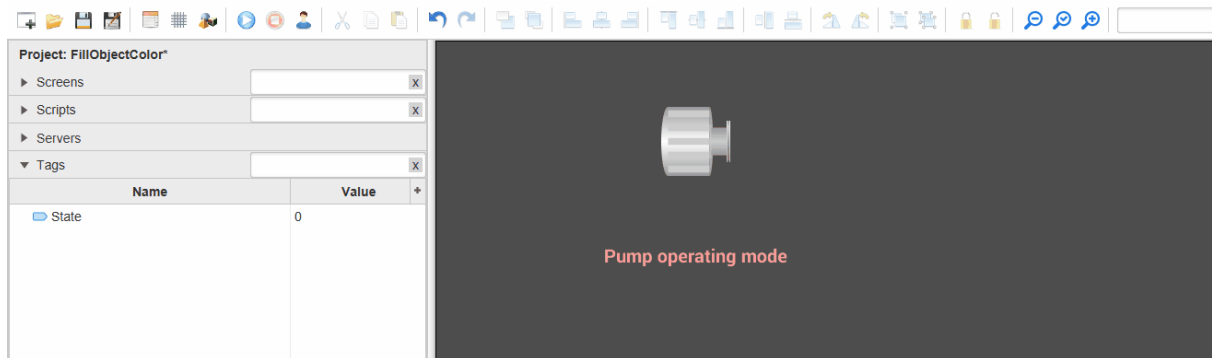 Project: FillObjectColor*
Screens
X
Scripts
X
Servers
Tags
X
Name Value +
State 0
Pump operating mode